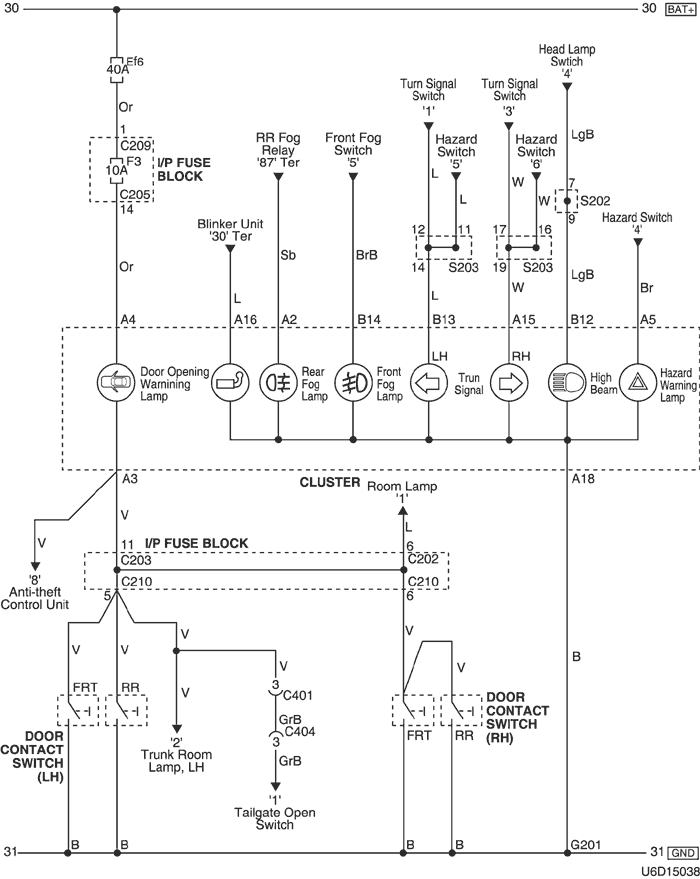 30
30 BAT+
Ef6
40A
Or
1
C209
F3
10A
I/P FUSE
BLOCK
C205
14
Or
Blinker Unit
'30' Ter
L
RR Fog
Relay
'87' Ter
Sb
Front Fog
Switch
'5'
BrB
Turn Signal
Switch
'1'
L
Hazard
Switch
'5'
L
12 11
14 S203
L
Turn Signal
Switch
'3'
W
Hazard
Switch
'6'
W
17 16
19 S203
W
Head Lamp
Swtich
'4'
LgB
7
S202
9
LgB
Hazard Switch
'4'
Br
A4 A16 A2 B14 B13 A15 B12 A5
Door Opening
Warnining
Lamp
Rear
Fog
Lamp
Front
Fog
Lamp
LH
Trun
Signal
RH
High
Beam
Hazard
Warning
Lamp
A3
CLUSTER
A18
V
V
'8'
Anti-theft
Control Unit
Room Lamp
'1'
L
11 I/P FUSE BLOCK 6
C203 C202
C210 C210
5 6
V V V V V
FRT RR
DOOR
CONTACT
SWITCH
(LH)
V
'2'
Trunk Room
Lamp, LH
3
C401
GrB
C404
3
GrB
'1'
Tailgate Open
Switch
V
FRT RR
DOOR
CONTACT
SWITCH
(RH)
B
31 B B B B G201 31 GND
U6D15038